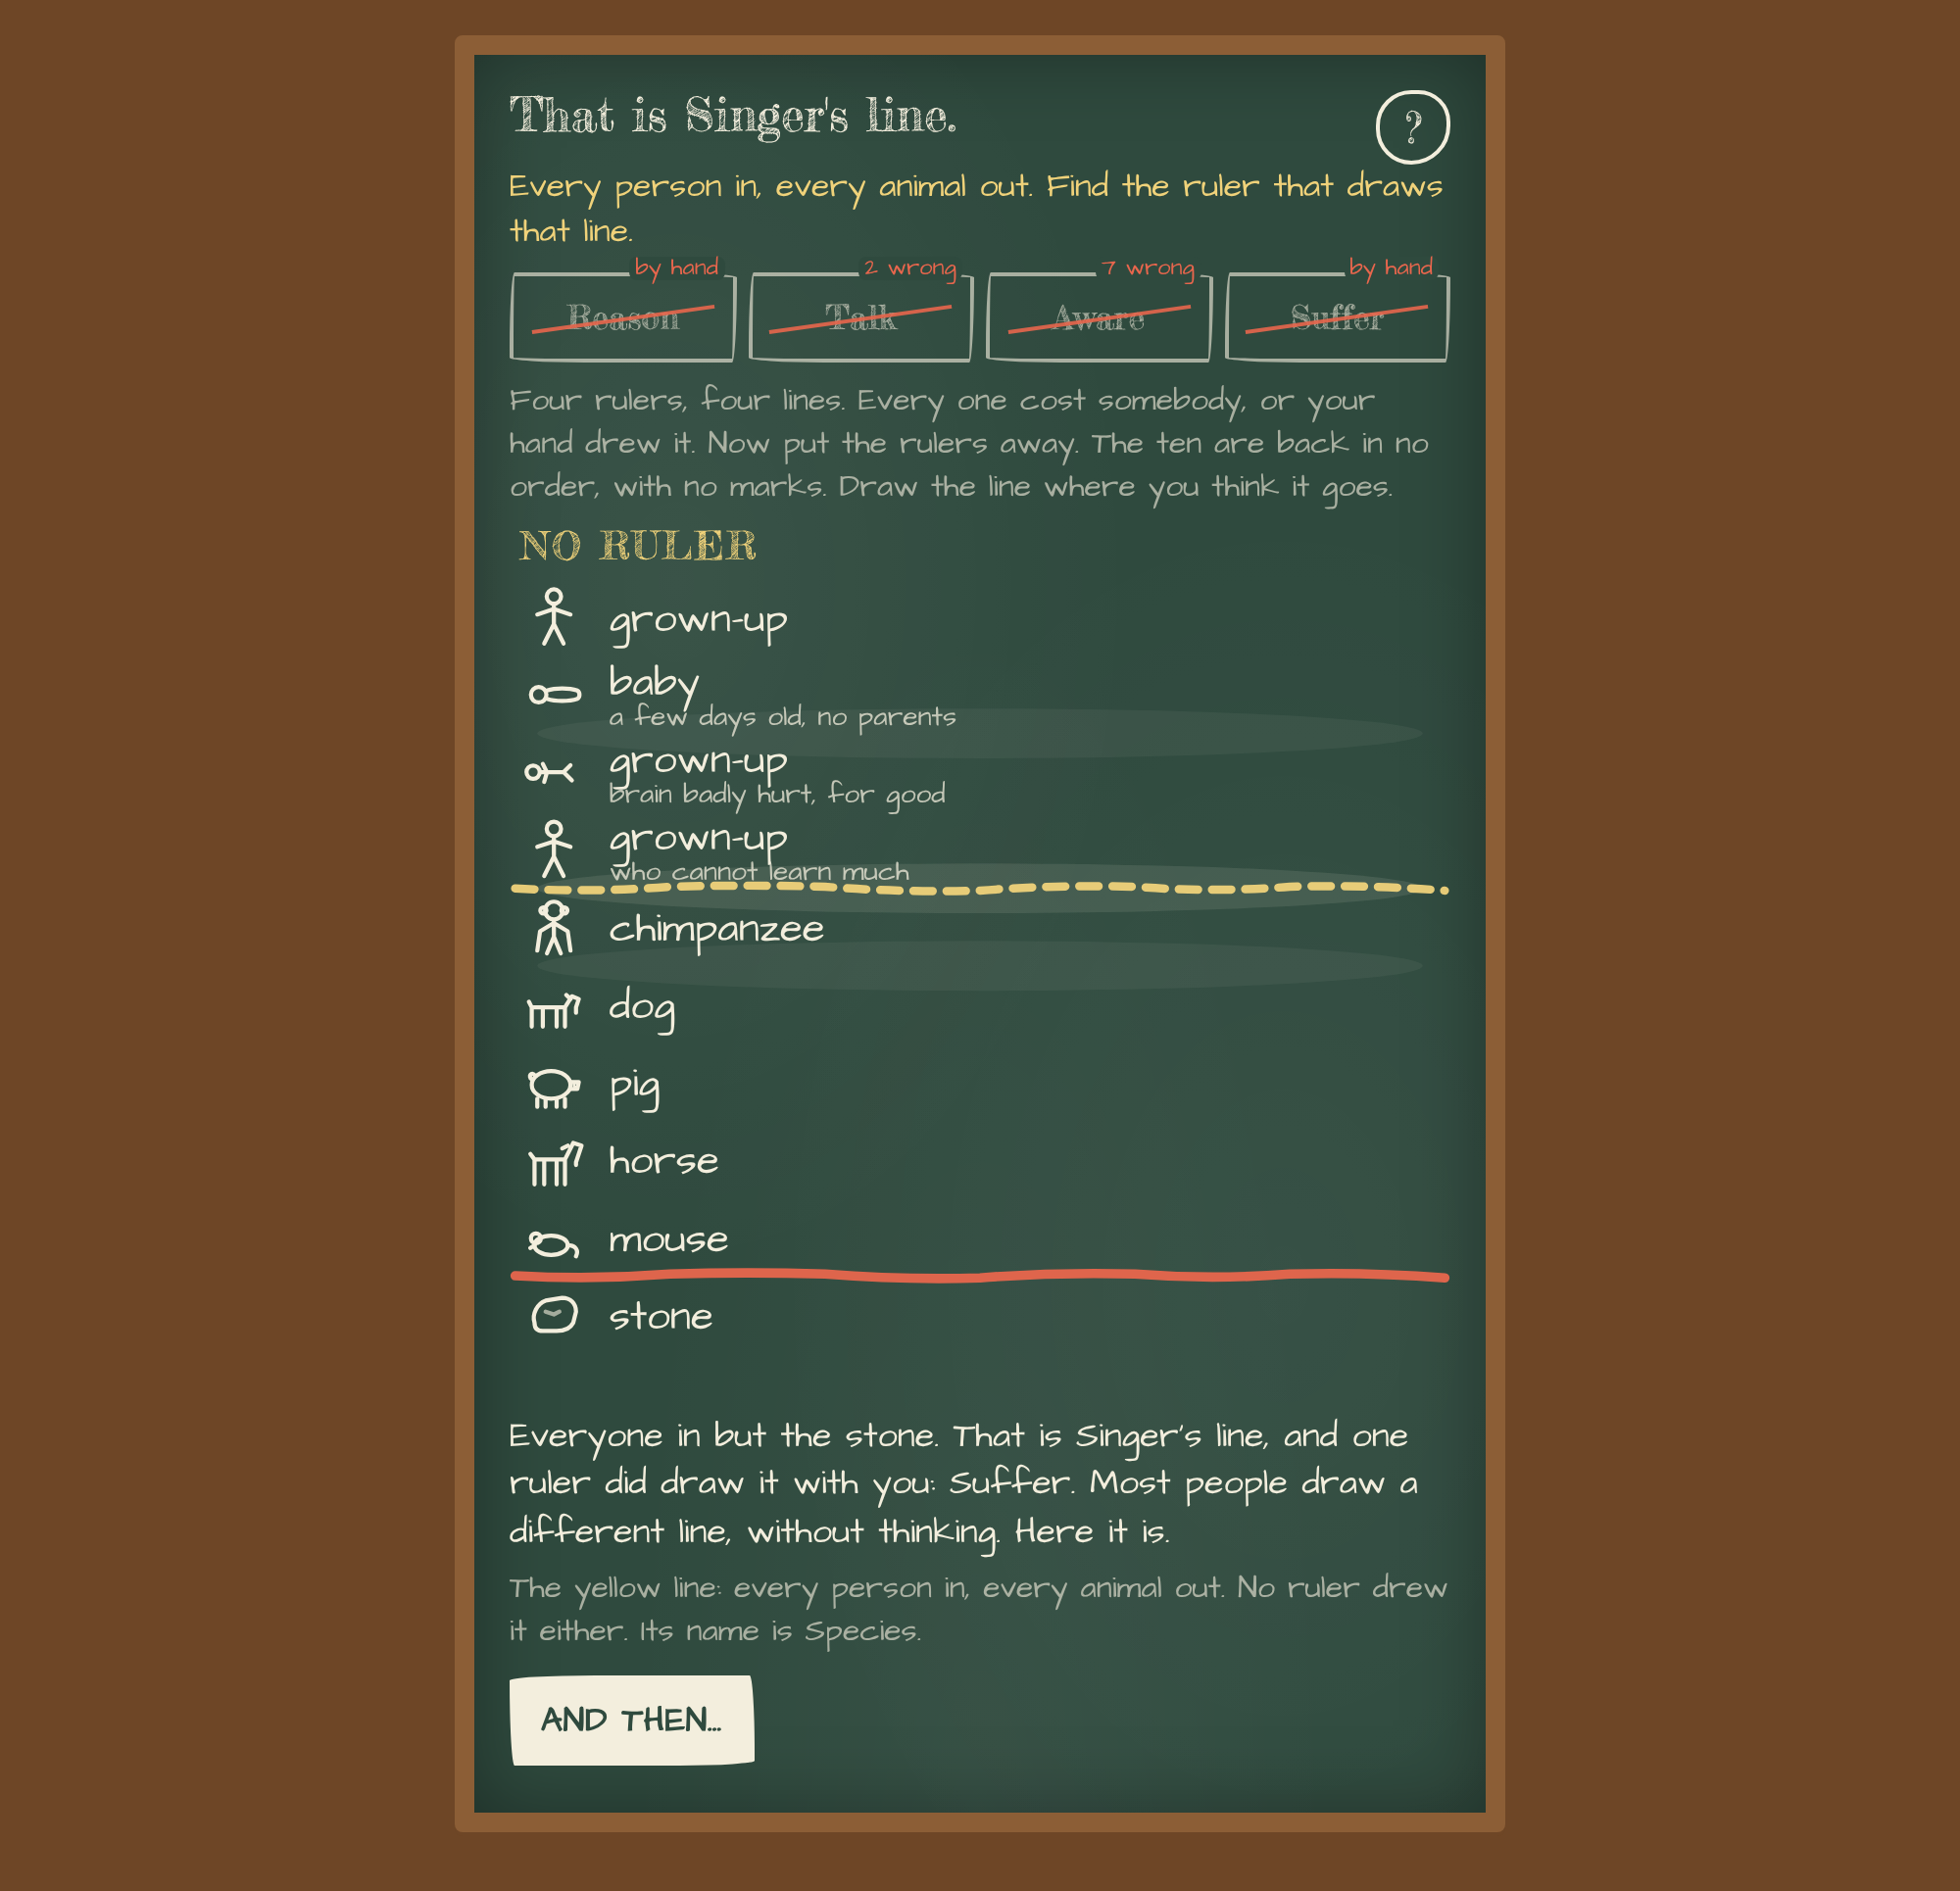 That is Singer's line.
?
Every person in, every animal out. Find the ruler that draws
that line.
by hand
Reason
2 wrong
Talk
7 wrong
Aware
by hand
Suffer
Four rulers, four lines. Every one cost somebody, or your
hand drew it. Now put the rulers away. The ten are back in no
order, with no marks. Draw the line where you think it goes.
NO RULER
grown-up
baby
a few days old, no parents
grown-up
brain badly hurt, for good
grown-up
who cannot learn much
chimpanzee
dog
pig
horse
mouse
stone
Everyone in but the stone. That is Singer's line, and one
ruler did draw it with you: Suffer. Most people draw a
different line, without thinking. Here it is.
The yellow line: every person in, every animal out. No ruler drew
it either. Its name is Species.
AND THEN...